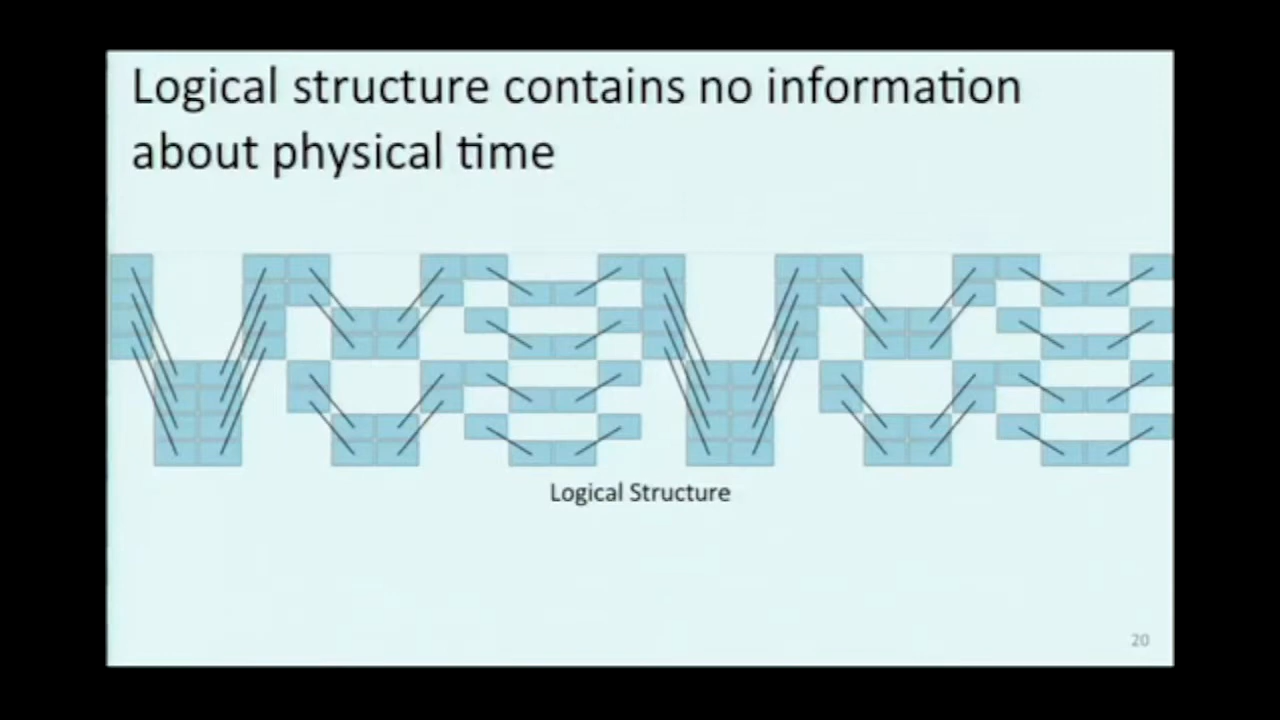 Logical structure contains no information
about physical time
Logical Structure
20